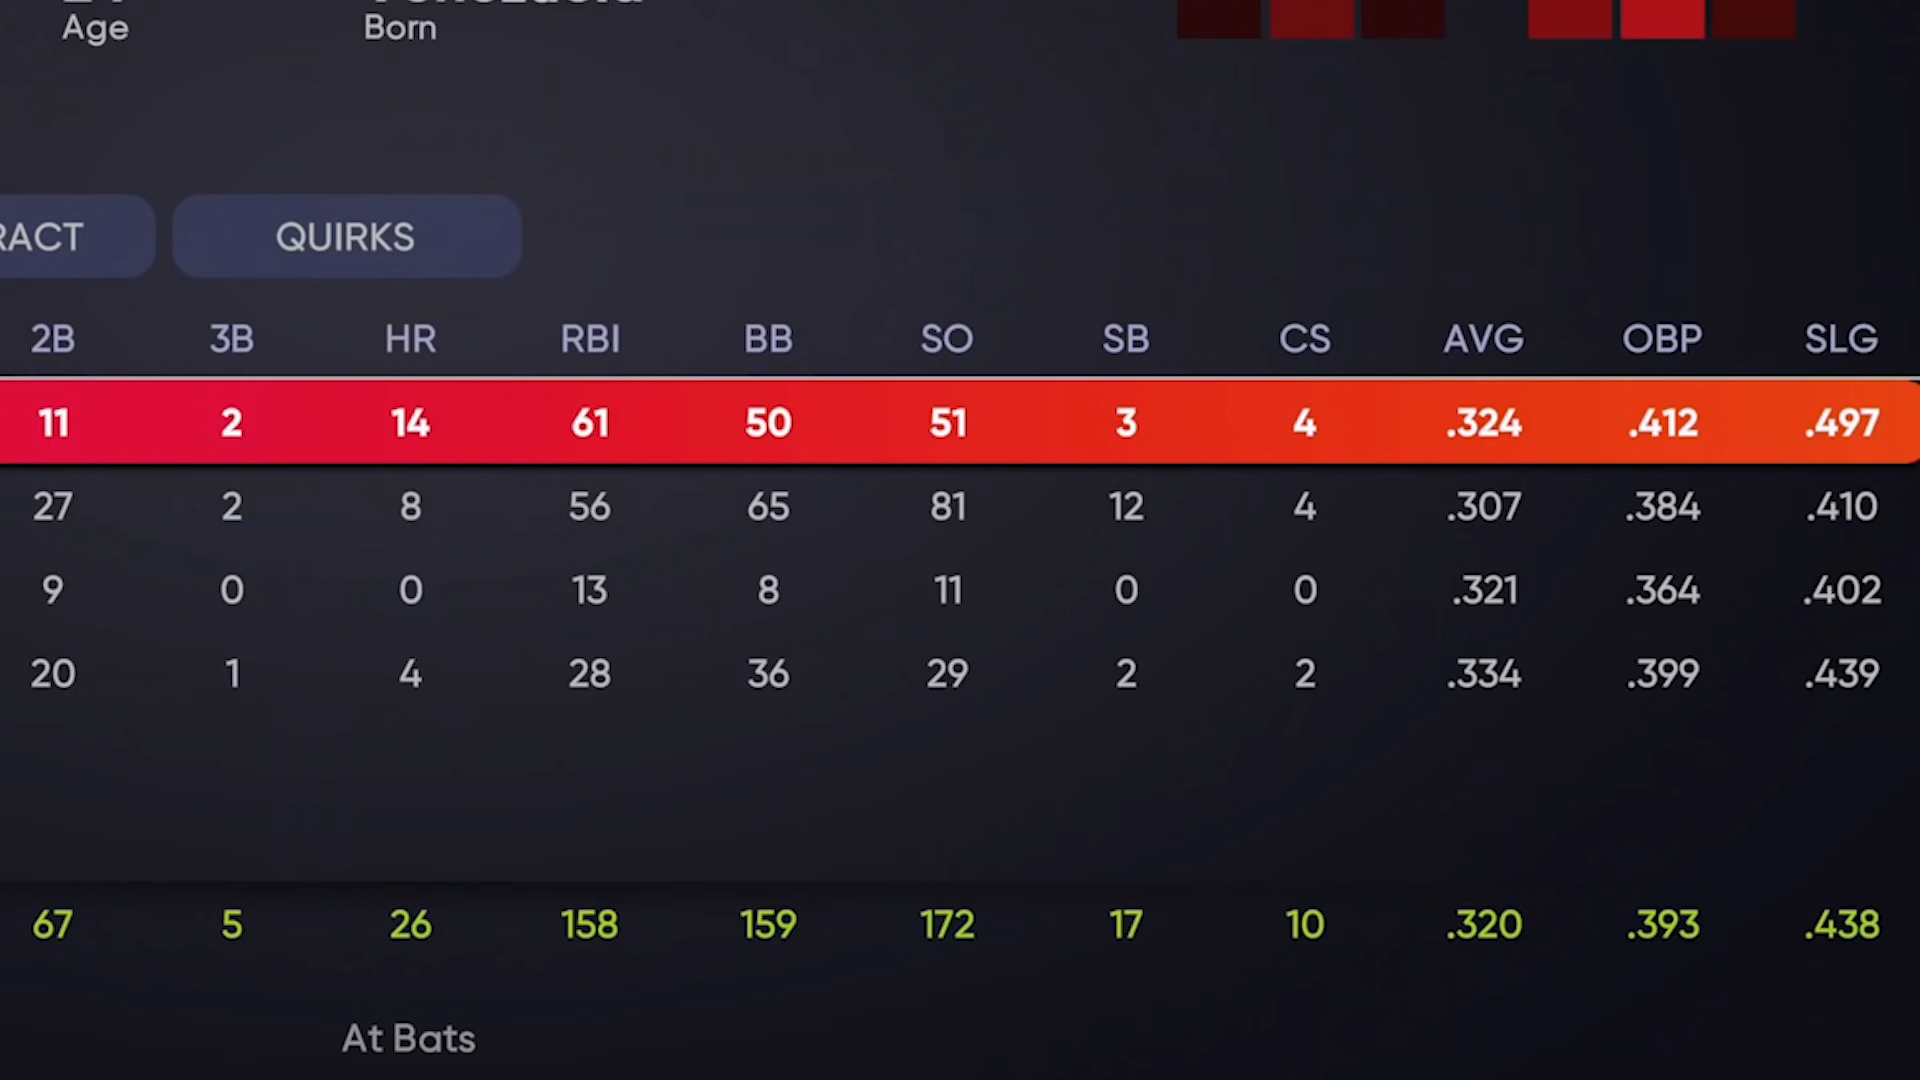 Age Born
RACT QUIRKS
2B 3B HR RBI BB SO SB CS AVG OBP SLG
11 2 14 61 50 51 3 4 .324 .412 .497
27 2 8 56 65 81 12 4 .307 .384 .410
9 0 0 13 8 11 0 0 .321 .364 .402
20 1 4 28 36 29 2 2 .334 .399 .439
67 5 26 158 159 172 17 10 .320 .393 .438
At Bats